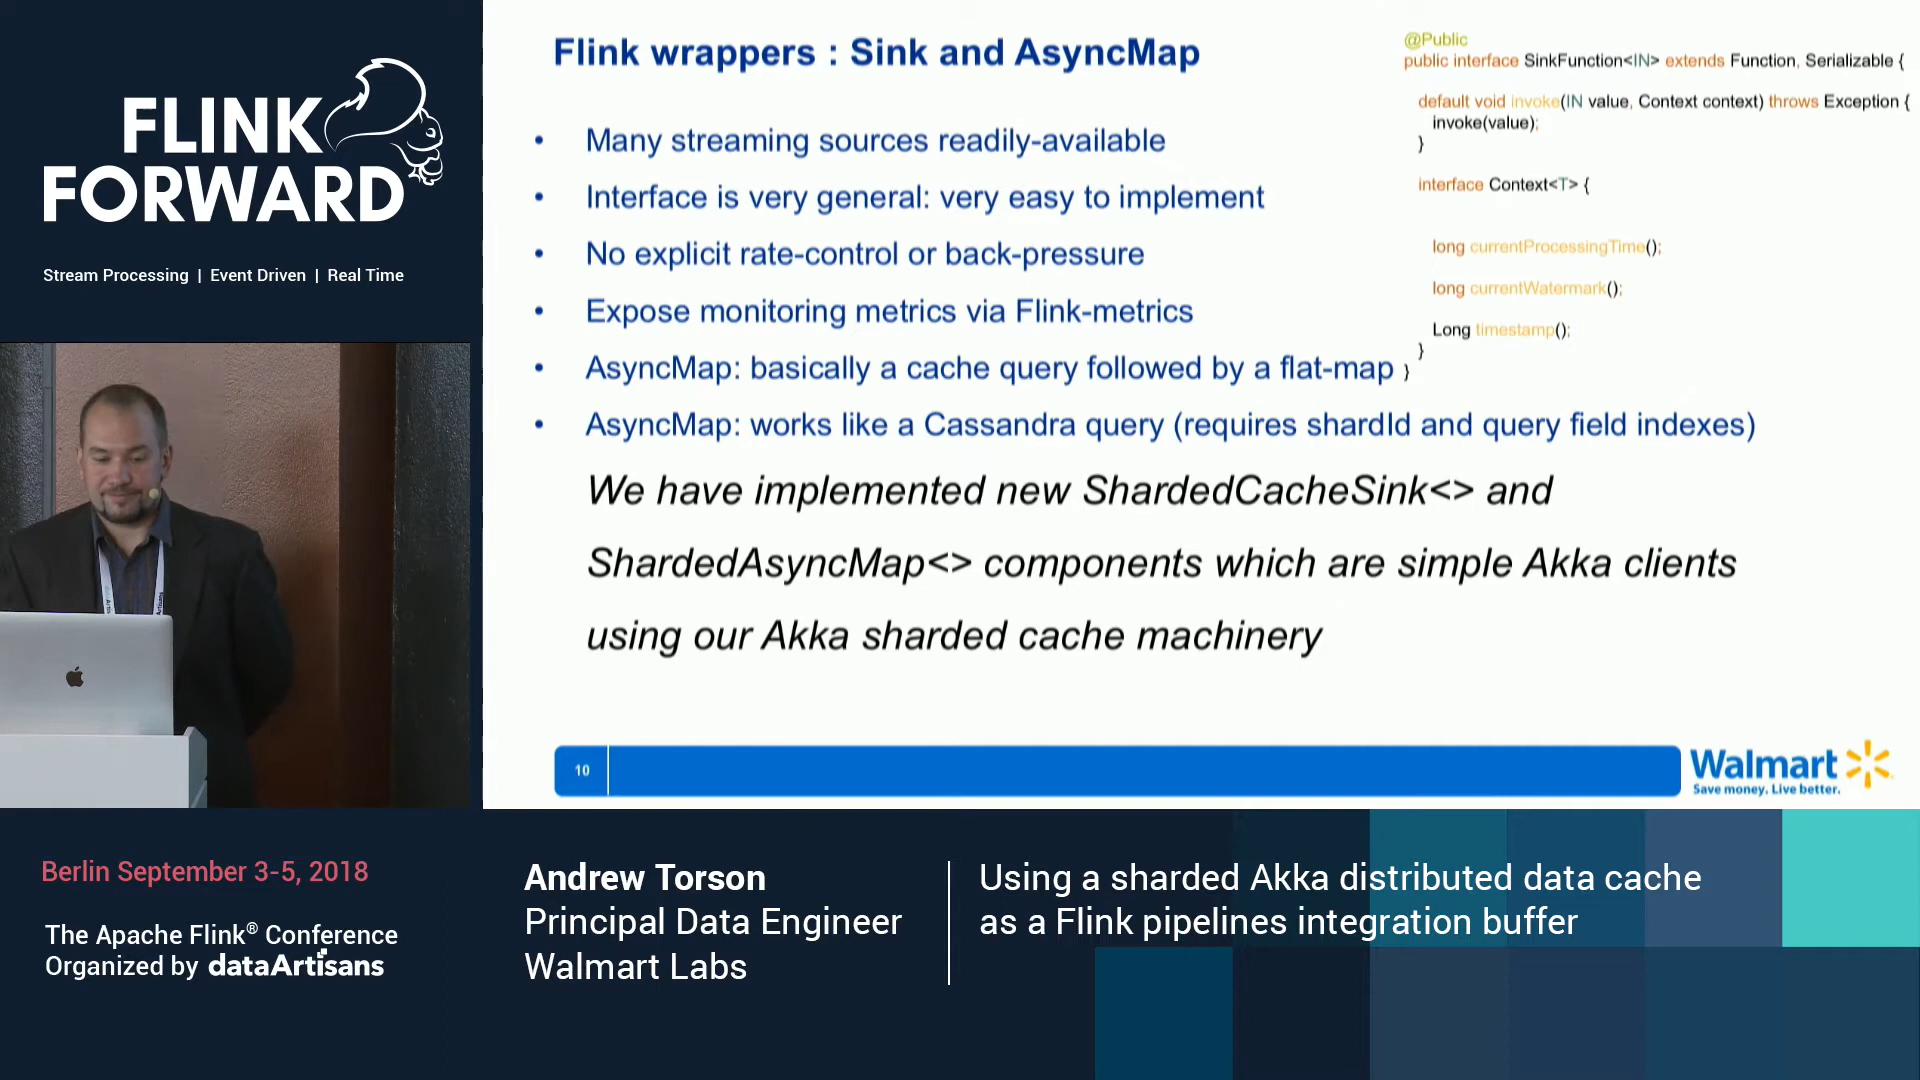 FLINK
FORWARD
Stream Processing | Event Driven | Real Time
Flink wrappers : Sink and AsyncMap
• Many streaming sources readily-available
• Interface is very general: very easy to implement
• No explicit rate-control or back-pressure
• Expose monitoring metrics via Flink-metrics
• AsyncMap: basically a cache query followed by a flat-map
• AsyncMap: works like a Cassandra query (requires shardId and query field indexes)
We have implemented new ShardedCacheSink<> and
ShardedAsyncMap<> components which are simple Akka clients
using our Akka sharded cache machinery
@Public
public interface SinkFunction<IN> extends Function, Serializable {
default void invoke(IN value, Context context) throws Exception {
invoke(value);
}
interface Context<T> {
long currentProcessingTime();
long currentWatermark();
Long timestamp();
}
}
10
Walmart
Save money. Live better.
Berlin September 3-5, 2018
The Apache Flink® Conference
Organized by dataArtisans
Andrew Torson
Principal Data Engineer
Walmart Labs
Using a sharded Akka distributed data cache
as a Flink pipelines integration buffer